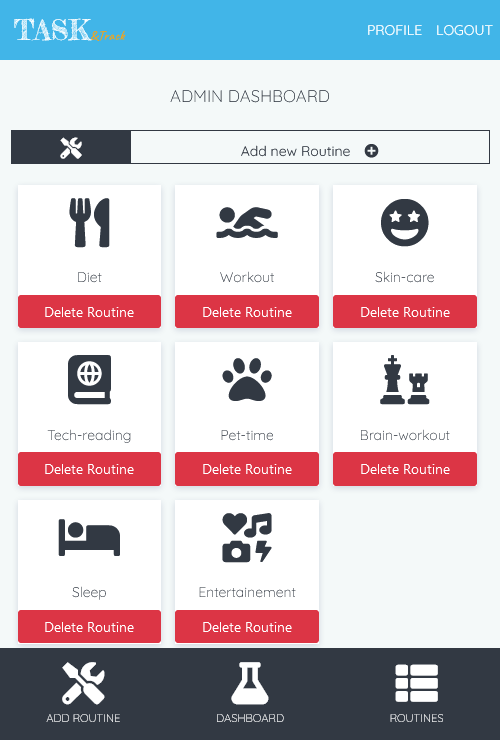 TASK &Track
PROFILE LOGOUT
ADMIN DASHBOARD
Add new Routine
Diet
Workout
Skin-care
Delete Routine
Delete Routine
Delete Routine
Tech-reading
Pet-time
Brain-workout
Delete Routine
Delete Routine
Delete Routine
Sleep
Entertainement
Delete Routine
Delete Routine
ADD ROUTINE
DASHBOARD
ROUTINES